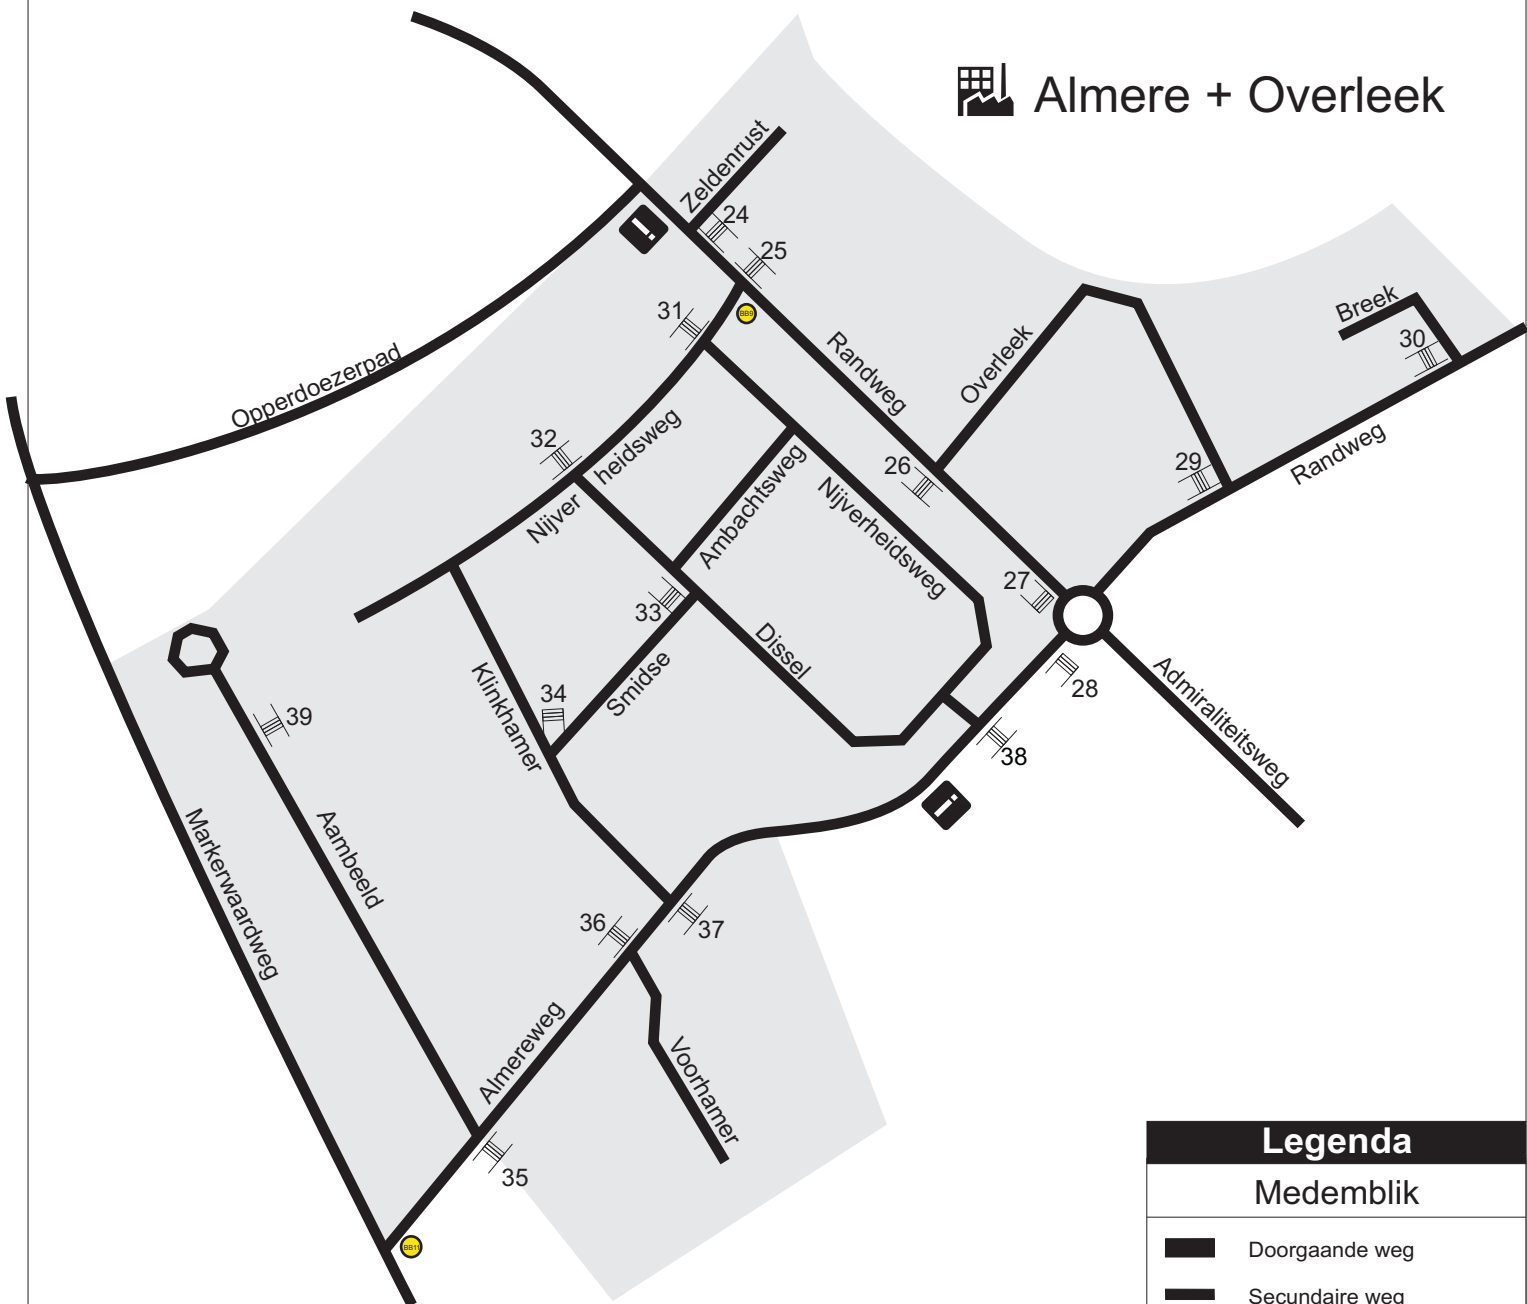 Almere + Overleek
Zeldenrust
24
25
31
BB9
Breek
30
Opperdoezerpad
Randweg
Overleek
32
heidsweg
Nijver
26
29
Randweg
Ambachtsweg
Nijverheidsweg
27
33
Dissel
28
Admiraliteitsweg
Klinkhamer
34
Smidse
39
38
Markerwaardweg
Aambeeld
36
37
Almereweg
Voorhamer
35
BB11
Legenda
Medemblik
Doorgaande weg
Secundaire weg